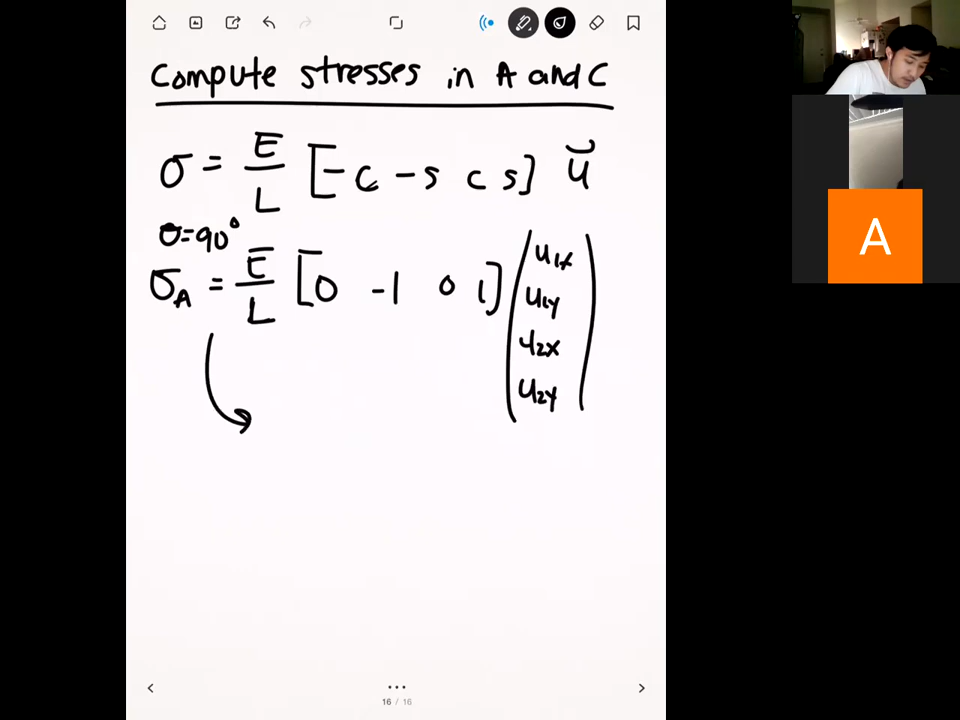 Compute stresses in A and C
σ = E/L [-c -s c s] ũ
θ=90°
σA = E/L [0 -1 0 1] (u1x
u1y
u2x
u2y)
16 / 16
A